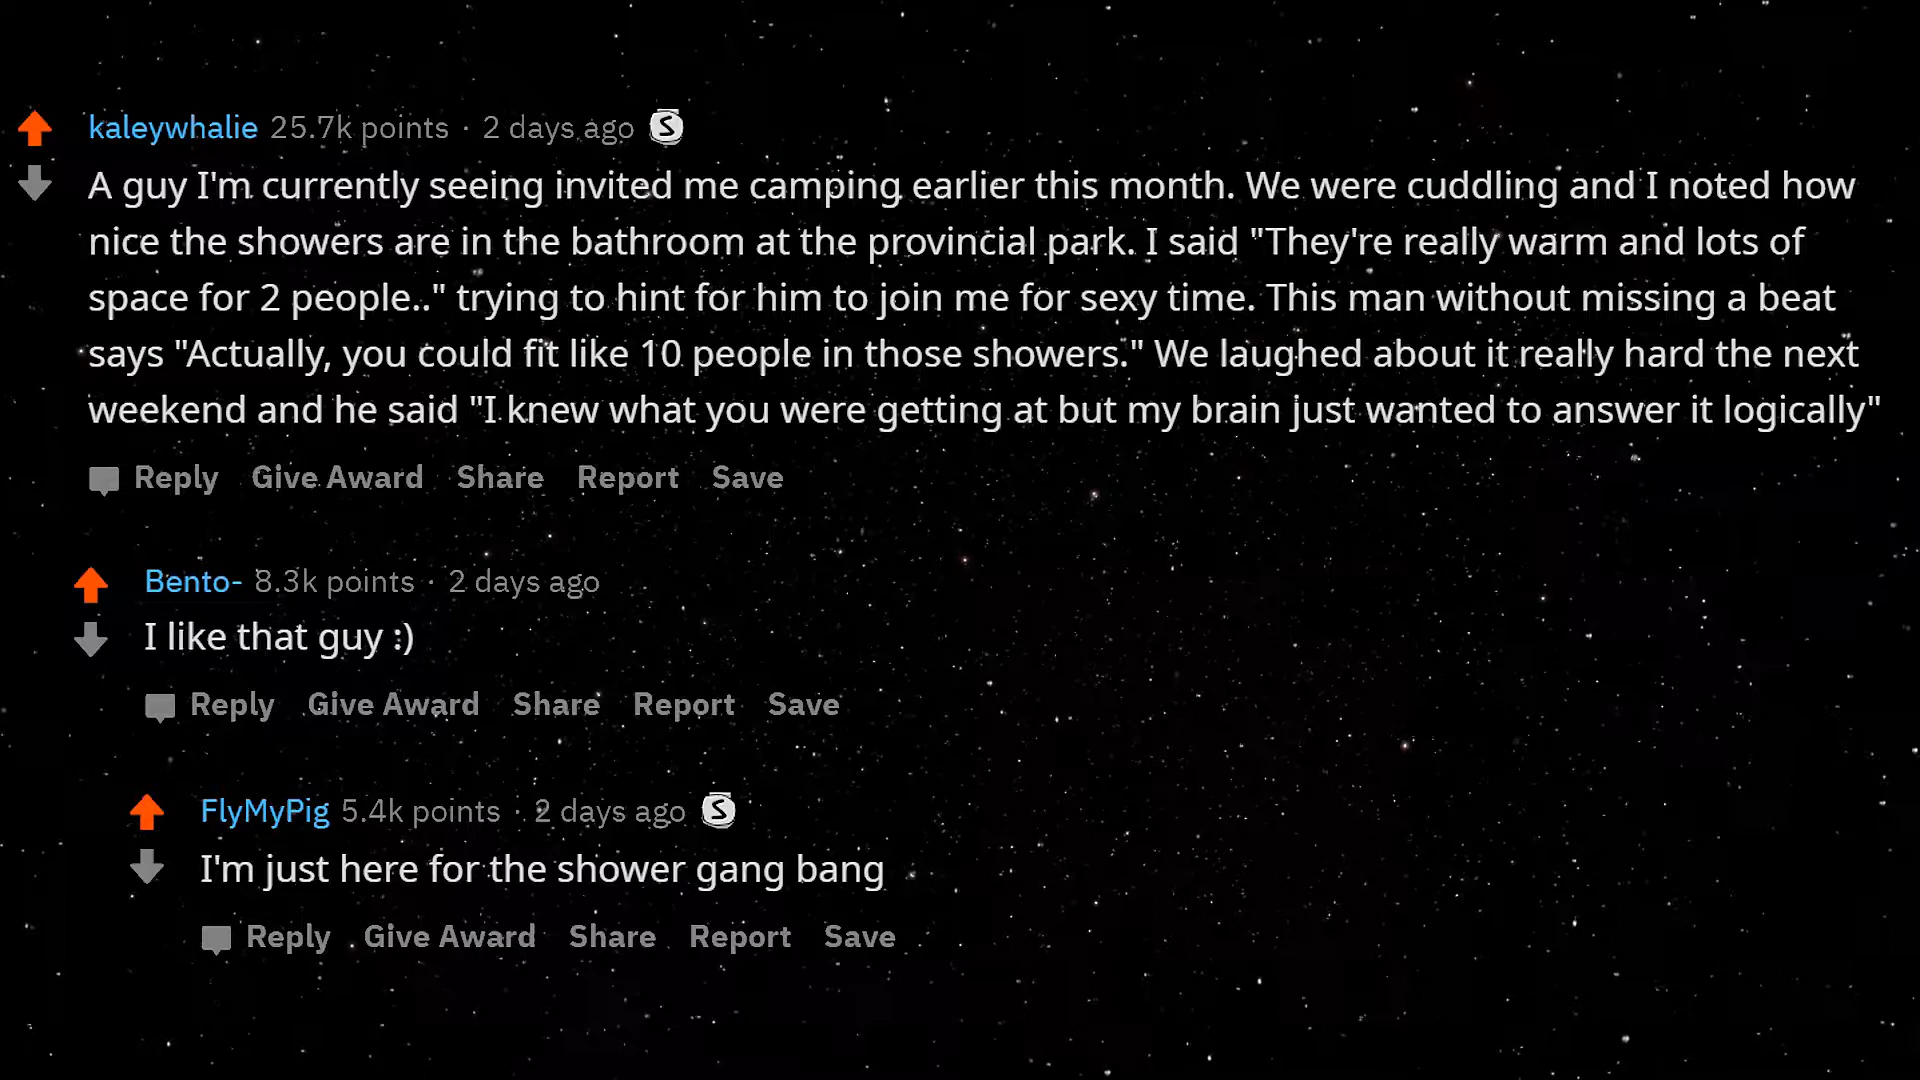 kaleywhalie 25.7k points · 2 days ago S
A guy I'm currently seeing invited me camping earlier this month. We were cuddling and I noted how
nice the showers are in the bathroom at the provincial park. I said "They're really warm and lots of
space for 2 people.." trying to hint for him to join me for sexy time. This man without missing a beat
says "Actually, you could fit like 10 people in those showers." We laughed about it really hard the next
weekend and he said "I knew what you were getting at but my brain just wanted to answer it logically"
Reply Give Award Share Report Save
Bento- 8.3k points · 2 days ago
I like that guy :)
Reply Give Award Share Report Save
FlyMyPig 5.4k points · 2 days ago S
I'm just here for the shower gang bang
Reply Give Award Share Report Save